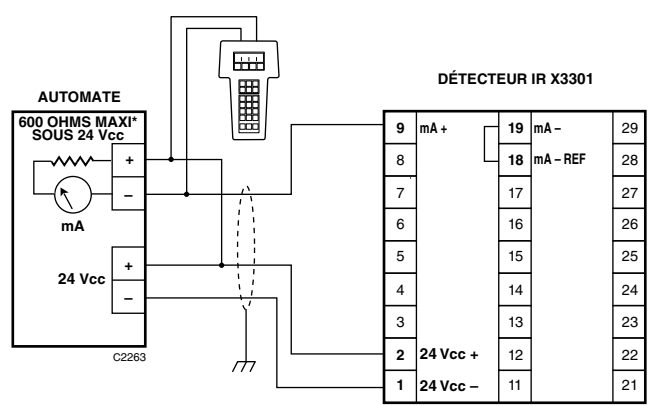 DÉTECTEUR IR X3301
AUTOMATE
600 OHMS MAXI*
SOUS 24 Vcc
+
–
mA
24 Vcc
+
–
C2263
9 mA + 19 mA – 29
8 18 mA – REF 28
7 17 27
6 16 26
5 15 25
4 14 24
3 13 23
2 24 Vcc + 12 22
1 24 Vcc – 11 21